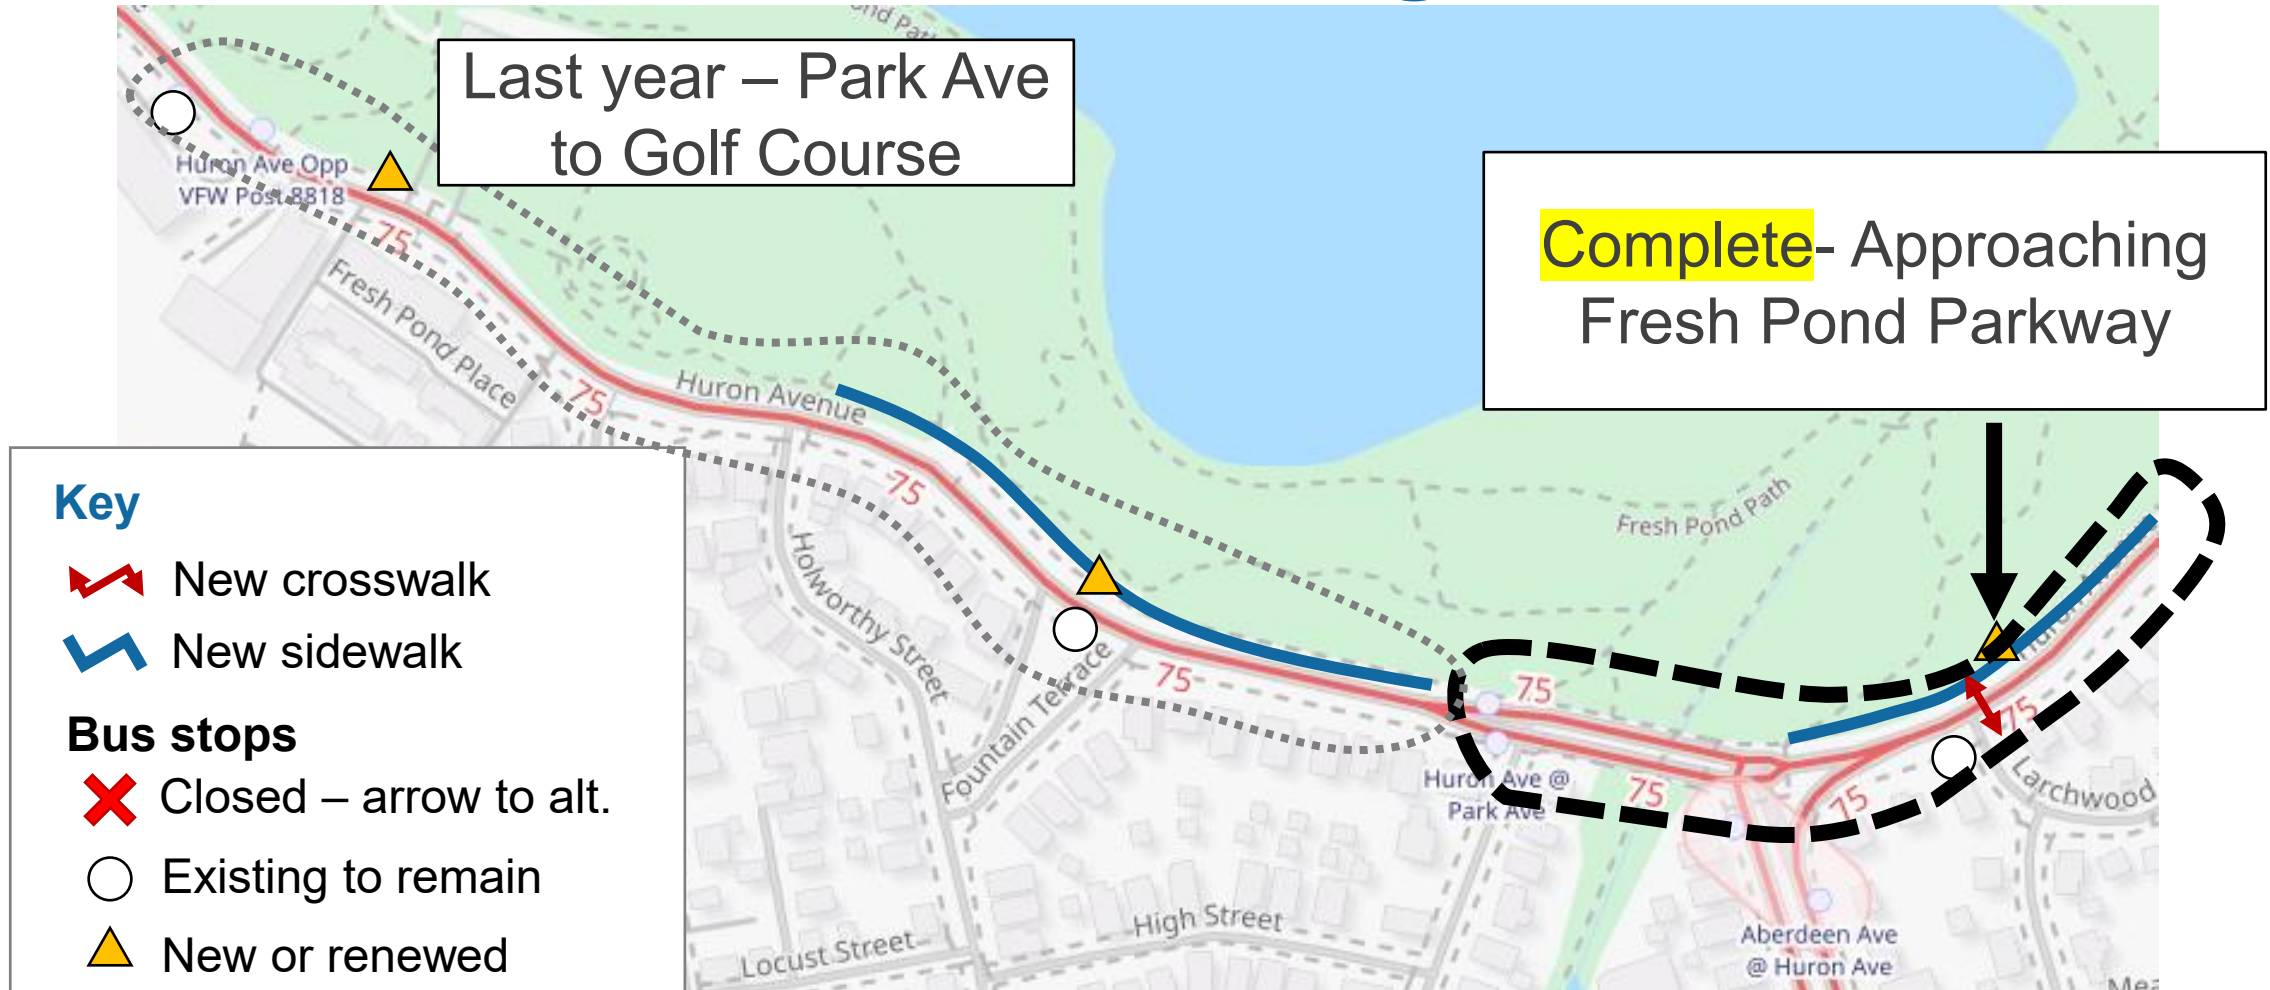 Last year – Park Ave
to Golf Course
Complete- Approaching
Fresh Pond Parkway
Huron Ave Opp
VFW Post 8818
75
Fresh Pond Place
75
Huron Avenue
75
Holworthy Street
Fountain Terrace
75
Fresh Pond Path
75
75
75
75
Huron Ave @
Park Ave
Larchwood
Aberdeen Ave
@ Huron Ave
High Street
Locust Street
Key
New crosswalk
New sidewalk
Bus stops
Closed – arrow to alt.
Existing to remain
New or renewed